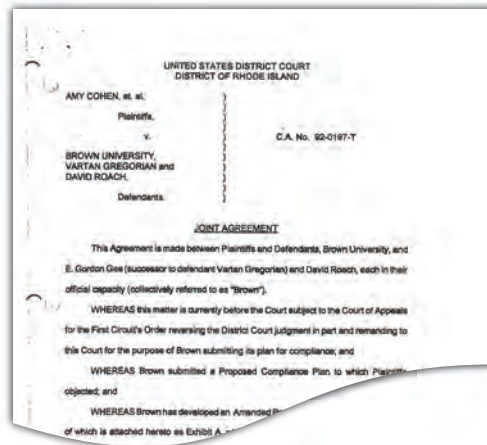 UNITED STATES DISTRICT COURT
DISTRICT OF RHODE ISLAND
AMY COHEN, et. al.
Plaintiffs,
v.
C.A. No. 92-0197-T
BROWN UNIVERSITY,
VARTAN GREGORIAN and
DAVID ROACH,
Defendants.
JOINT AGREEMENT
This Agreement is made between Plaintiffs and Defendants, Brown University, and
E. Gordon Gee (successor to defendant Vartan Gregorian) and David Roach, each in their
official capacity (collectively referred to as "Brown").
WHEREAS this matter is currently before the Court subject to the Court of Appeals
for the First Circuit's Order reversing the District Court judgment in part and remanding to
this Court for the purpose of Brown submitting its plan for compliance; and
WHEREAS Brown submitted a Proposed Compliance Plan to which Plaintiffs
objected; and
WHEREAS Brown has developed an Amended
of which is attached hereto as Exhibit A